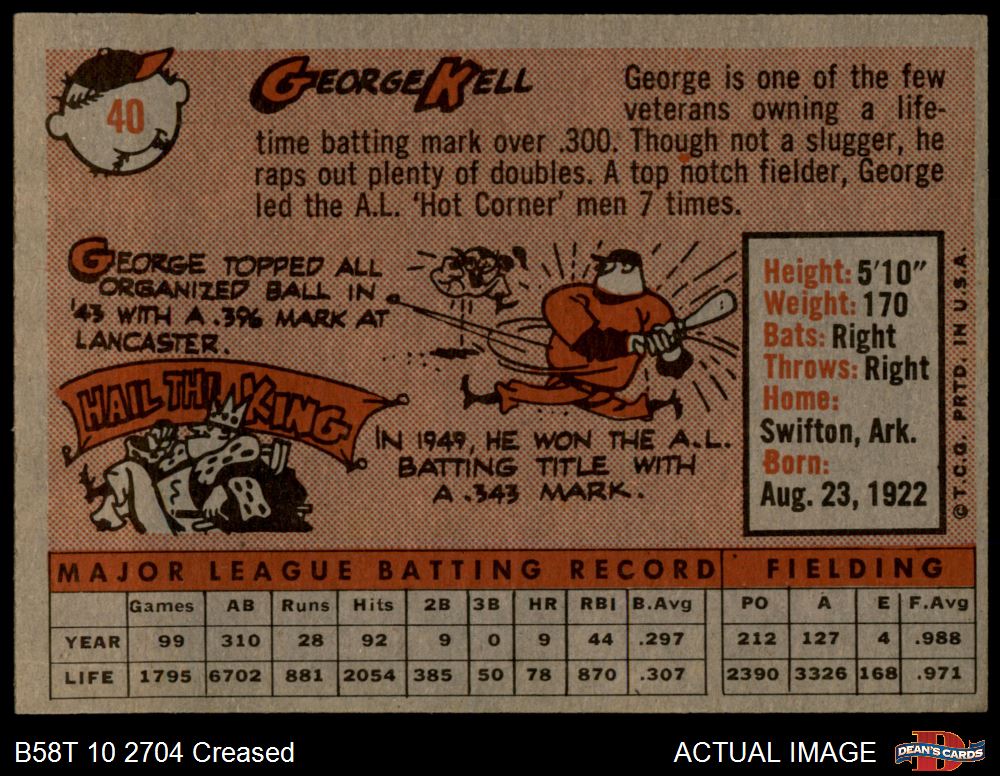 40
GEORGE KELL
George is one of the few
veterans owning a life-
time batting mark over .300. Though not a slugger, he
raps out plenty of doubles. A top notch fielder, George
led the A.L. 'Hot Corner' men 7 times.
GEORGE TOPPED ALL
ORGANIZED BALL IN
'43 WITH A .396 MARK AT
LANCASTER.
HAIL TH' KING
IN 1949, HE WON THE A.L.
BATTING TITLE WITH
A .343 MARK.
Height: 5'10"
Weight: 170
Bats: Right
Throws: Right
Home:
Swifton, Ark.
Born:
Aug. 23, 1922
© T.C.G. PRTD. IN U.S.A.
MAJOR LEAGUE BATTING RECORD FIELDING
Games AB Runs Hits 2B 3B HR RBI B.Avg PO A E F.Avg
YEAR 99 310 28 92 9 0 9 44 .297 212 127 4 .988
LIFE 1795 6702 881 2054 385 50 78 870 .307 2390 3326 168 .971
B58T 10 2704 Creased
ACTUAL IMAGE
D
DEAN'S CARDS